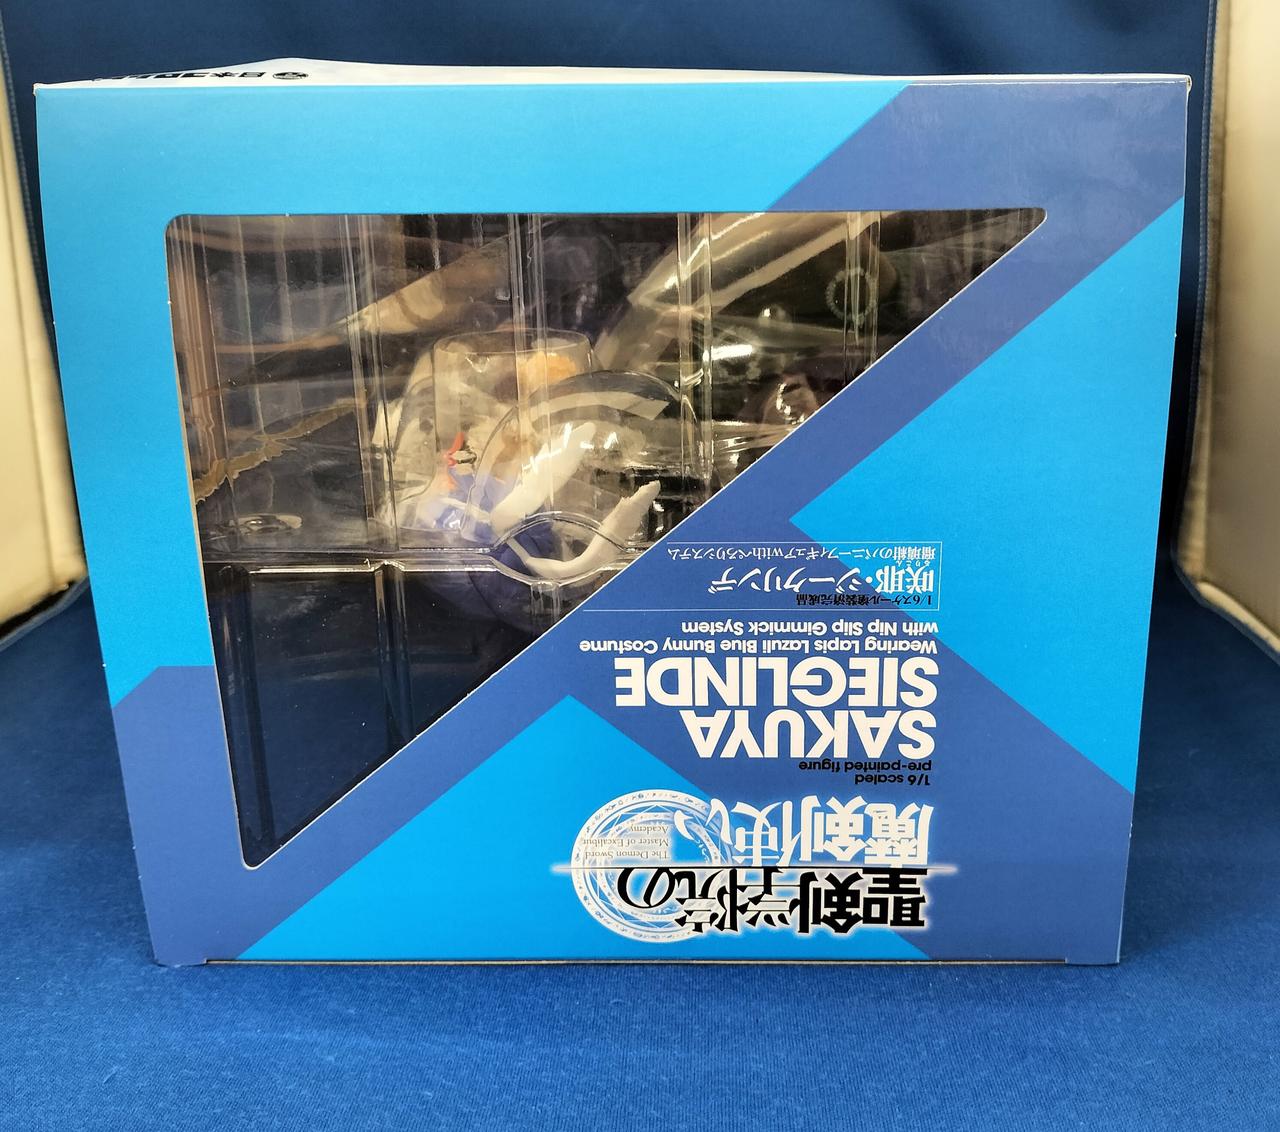 聖剣学院の
魔剣使い
The Demon Sword
Master of Excalibur
Academy
1/6 scaled
pre-painted figure
SAKUYA
SIEGLINDE
Wearing Lapis Lazuli Blue Bunny Costume
with Nip Slip Gimmick System
1/6スケール塗装済完成品
咲耶・ジークリンデ
るりこん
瑠璃紺のバニーフィギュアwithぺろりシステム